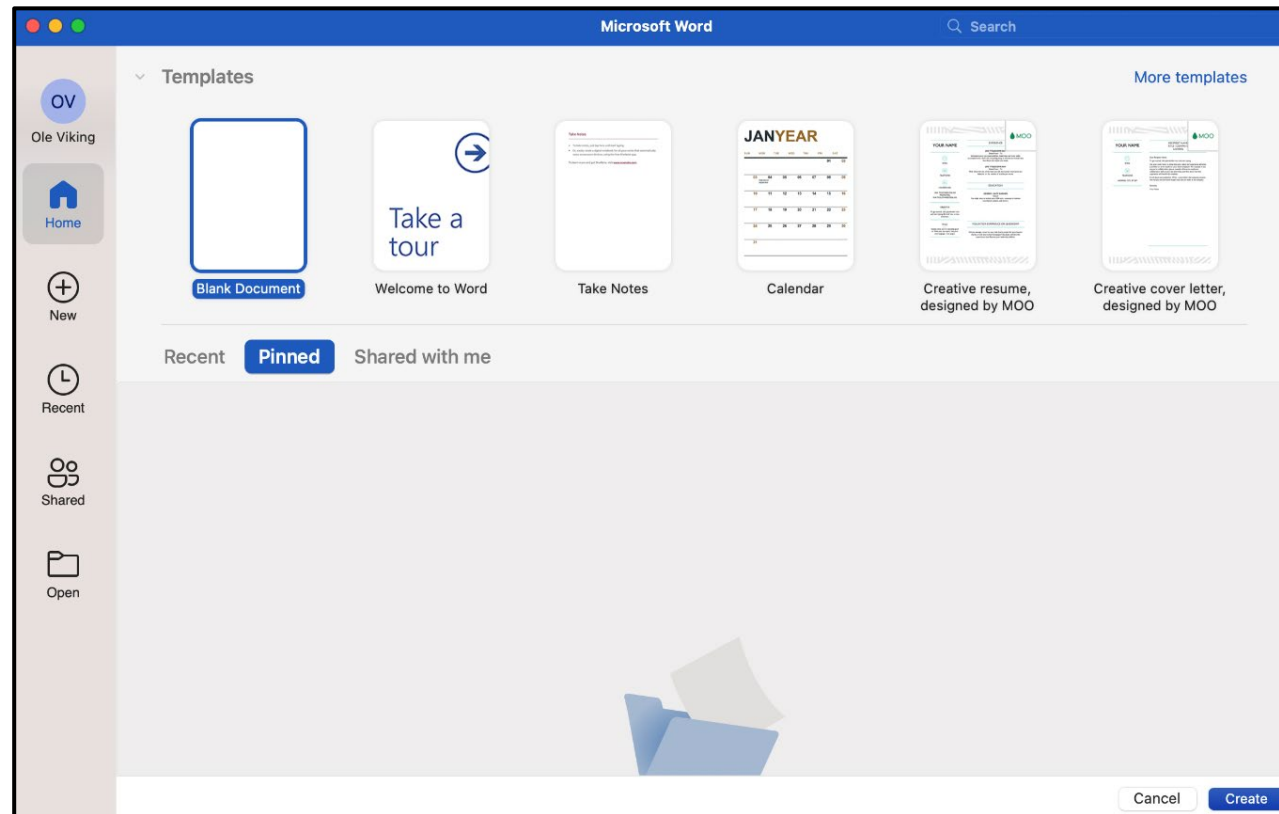 Microsoft Word
Search
OV
Ole Viking
Home
New
Recent
Shared
Open
Templates
More templates
Take a
tour
Take Notes
JANYEAR
MOO
YOUR NAME
MOO
YOUR NAME
Blank Document
Welcome to Word
Take Notes
Calendar
Creative resume,
designed by MOO
Creative cover letter,
designed by MOO
Recent
Pinned
Shared with me
Cancel
Create